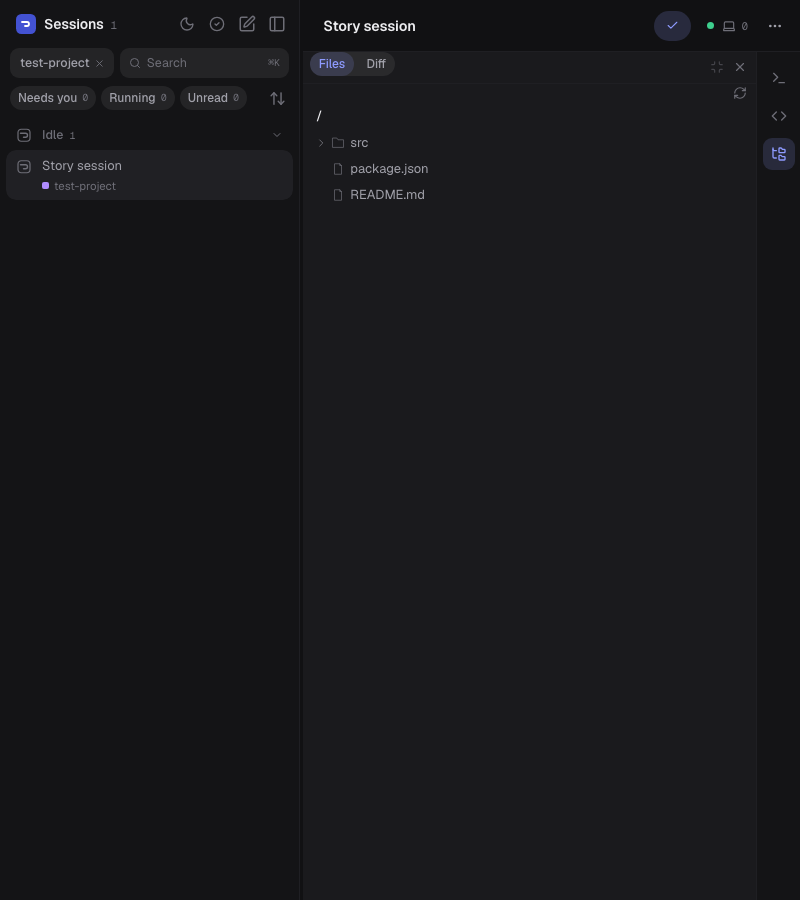 Sessions 1
test-project
Search ⌘K
Needs you 0
Running 0
Unread 0
Idle 1
Story session
test-project
Story session
0
Files
Diff
/
src
package.json
README.md